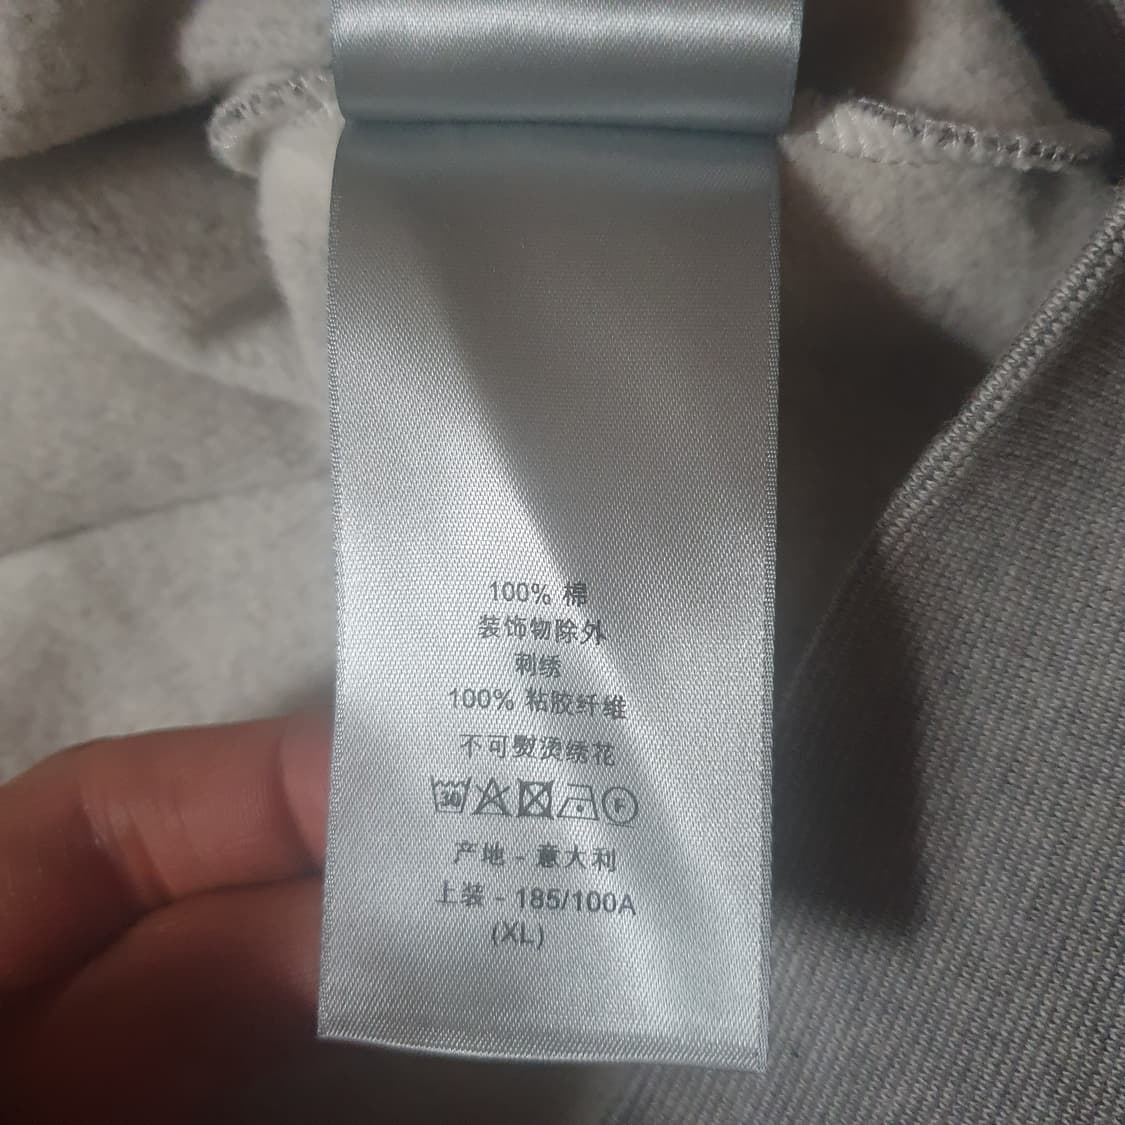 100% 棉
装饰物除外
刺绣
100% 粘胶纤维
不可熨烫绣花
30 F
产地 - 意大利
上装 - 185/100A
(XL)